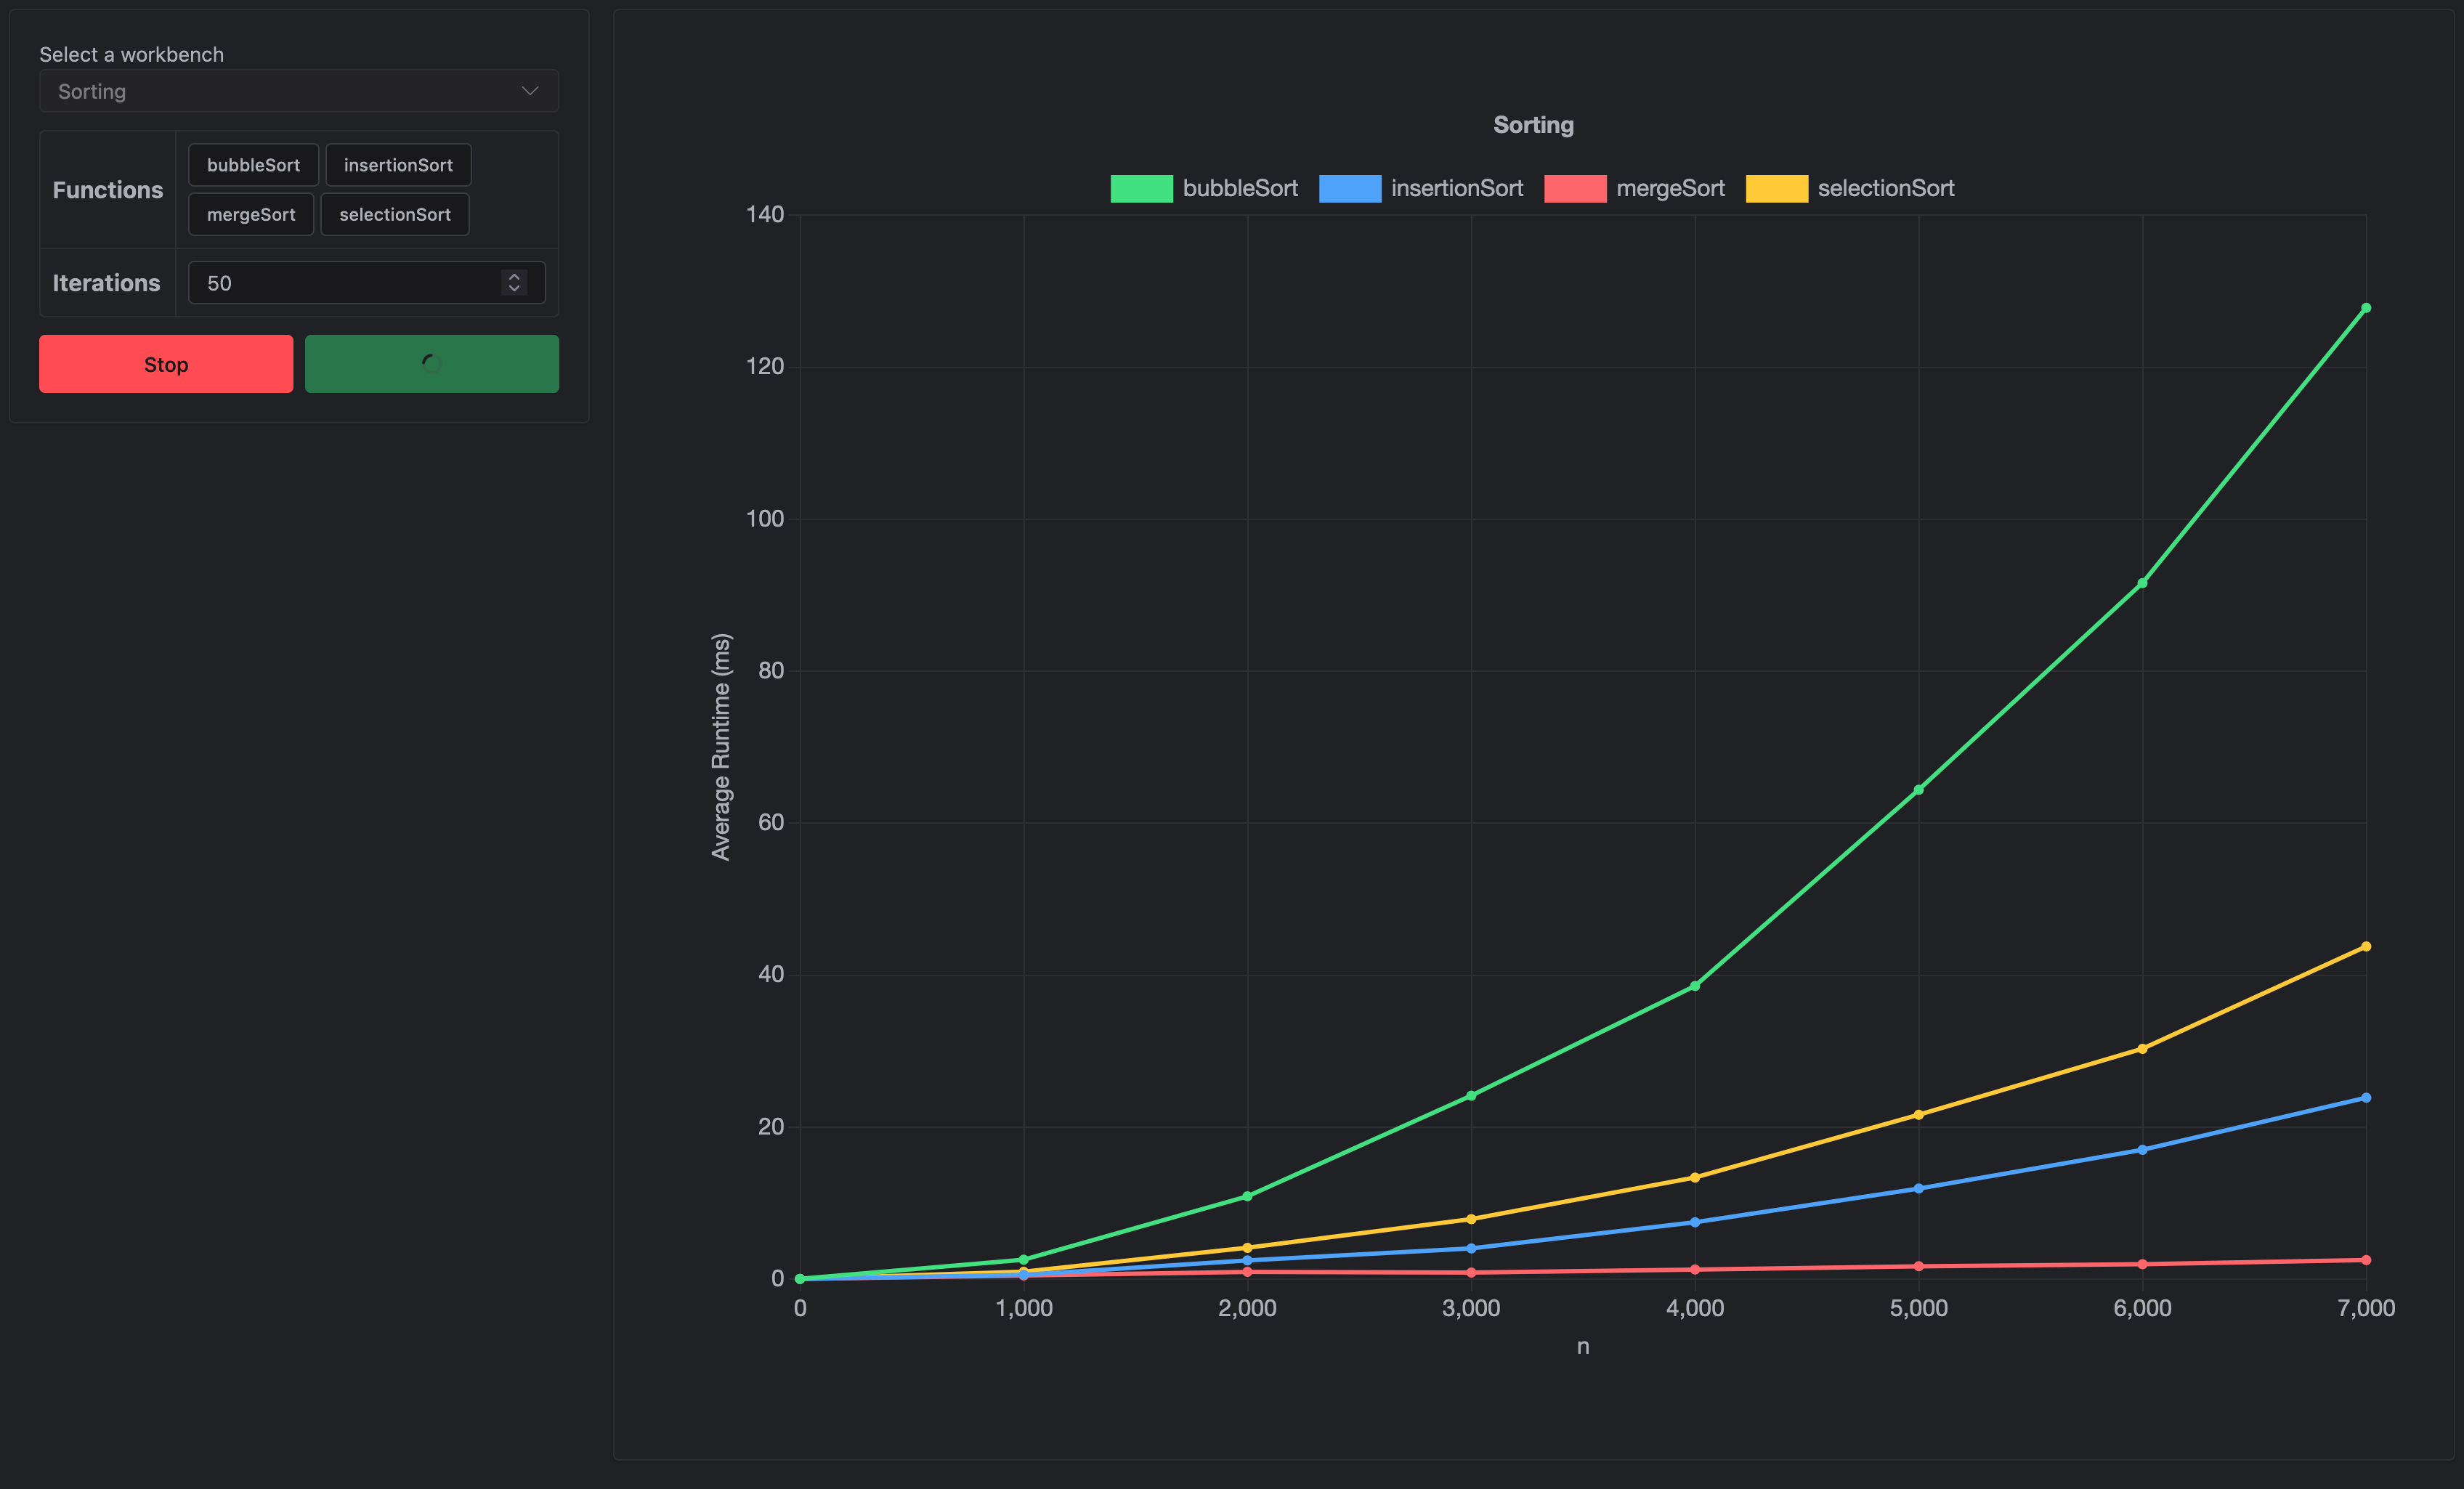 Select a workbench
Sorting
Functions
bubbleSort insertionSort
mergeSort selectionSort
Iterations 50
Stop
Sorting
bubbleSort insertionSort mergeSort selectionSort
Average Runtime (ms)
140
120
100
80
60
40
20
0
0 1,000 2,000 3,000 4,000 5,000 6,000 7,000
n